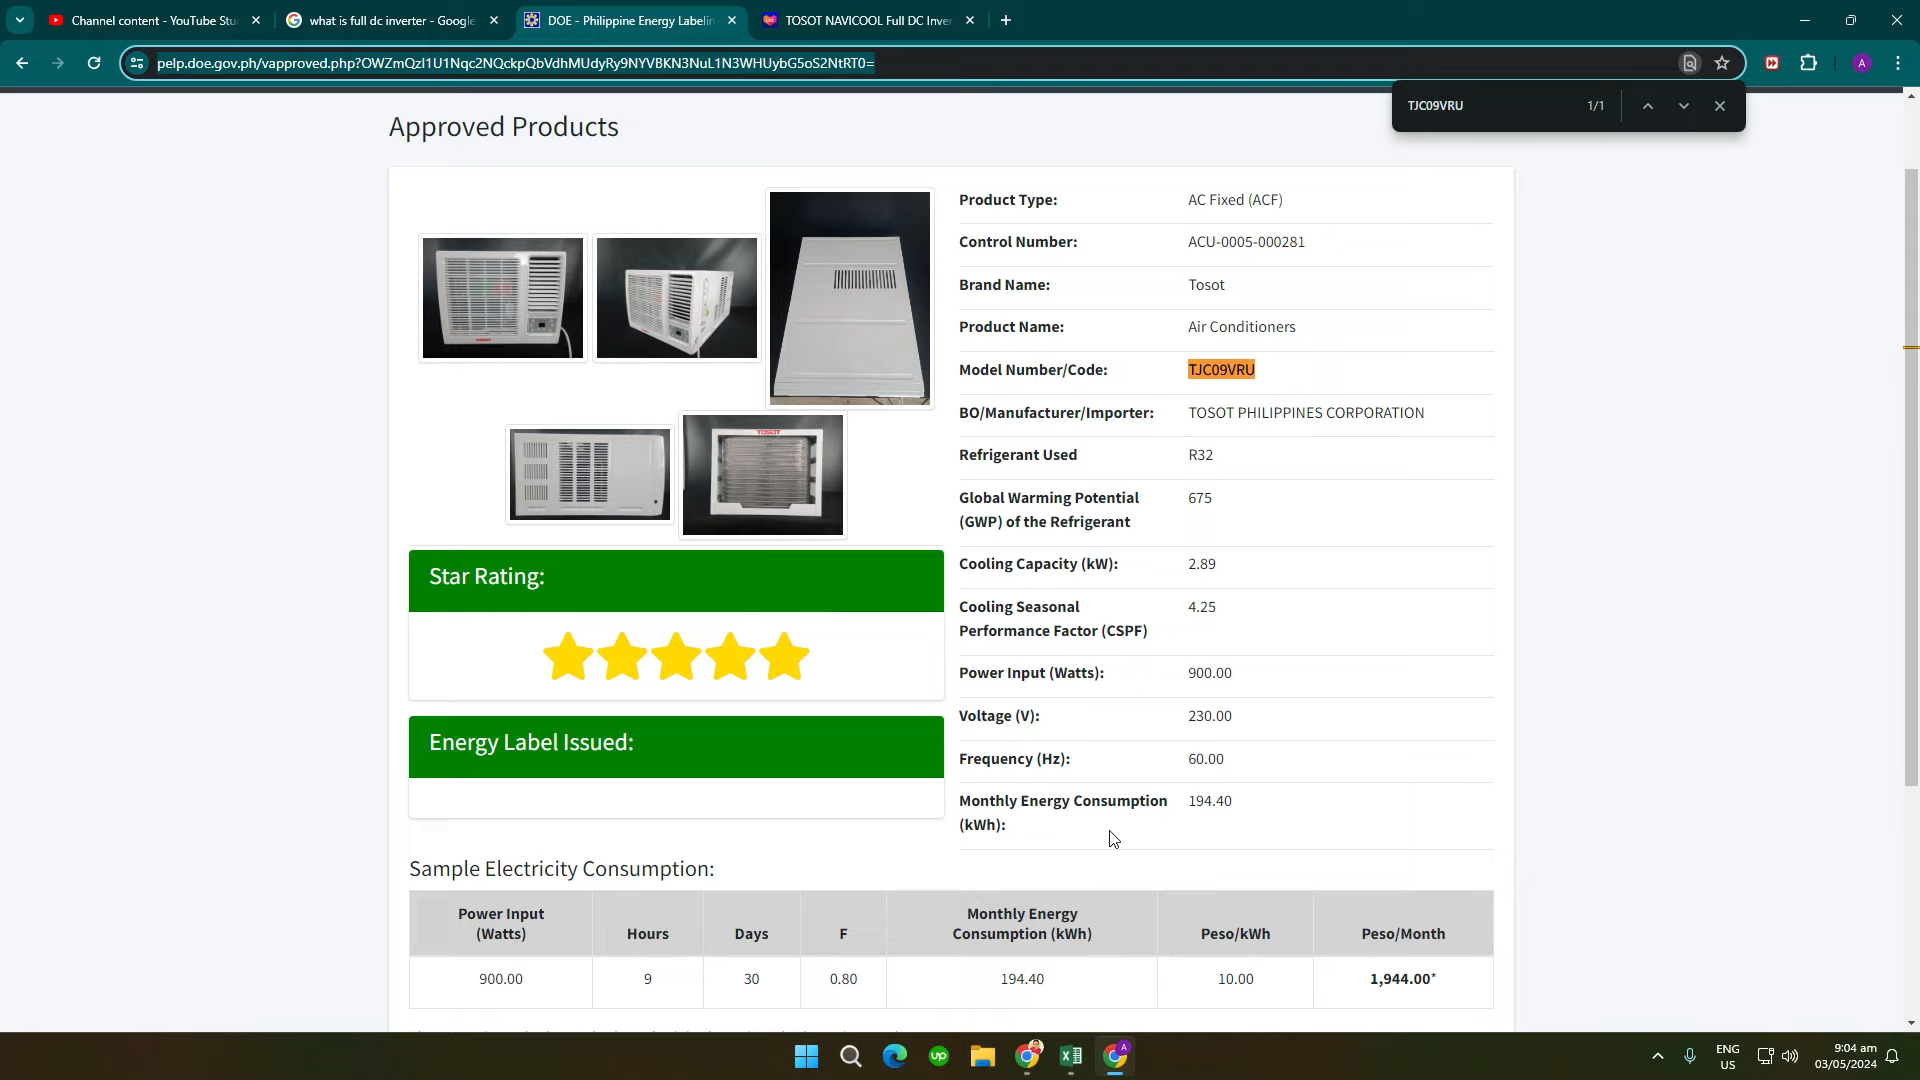 Channel content - YouTube Stu
what is full dc inverter - Google
DOE - Philippine Energy Labelin
TOSOT NAVICOOL Full DC Inver
pelp.doe.gov.ph/vapproved.php?OWZmQzI1U1Nqc2NQckpQbVdhMUdyRy9NYVBKN3NuL1N3WHUybG5oS2NtRT0=
A
TJC09VRU 1/1
Approved Products
Product Type: AC Fixed (ACF)
Control Number: ACU-0005-000281
Brand Name: Tosot
Product Name: Air Conditioners
Model Number/Code: TJC09VRU
BO/Manufacturer/Importer: TOSOT PHILIPPINES CORPORATION
Refrigerant Used R32
Global Warming Potential 675
(GWP) of the Refrigerant
Cooling Capacity (kW): 2.89
Cooling Seasonal 4.25
Performance Factor (CSPF)
Power Input (Watts): 900.00
Voltage (V): 230.00
Frequency (Hz): 60.00
Monthly Energy Consumption 194.40
(kWh):
TOSOT
Star Rating:
Energy Label Issued:
Sample Electricity Consumption:
Power Input Monthly Energy
(Watts) Hours Days F Consumption (kWh) Peso/kWh Peso/Month
900.00 9 30 0.80 194.40 10.00 1,944.00*
up
A
ENG
US
9:04 am
03/05/2024